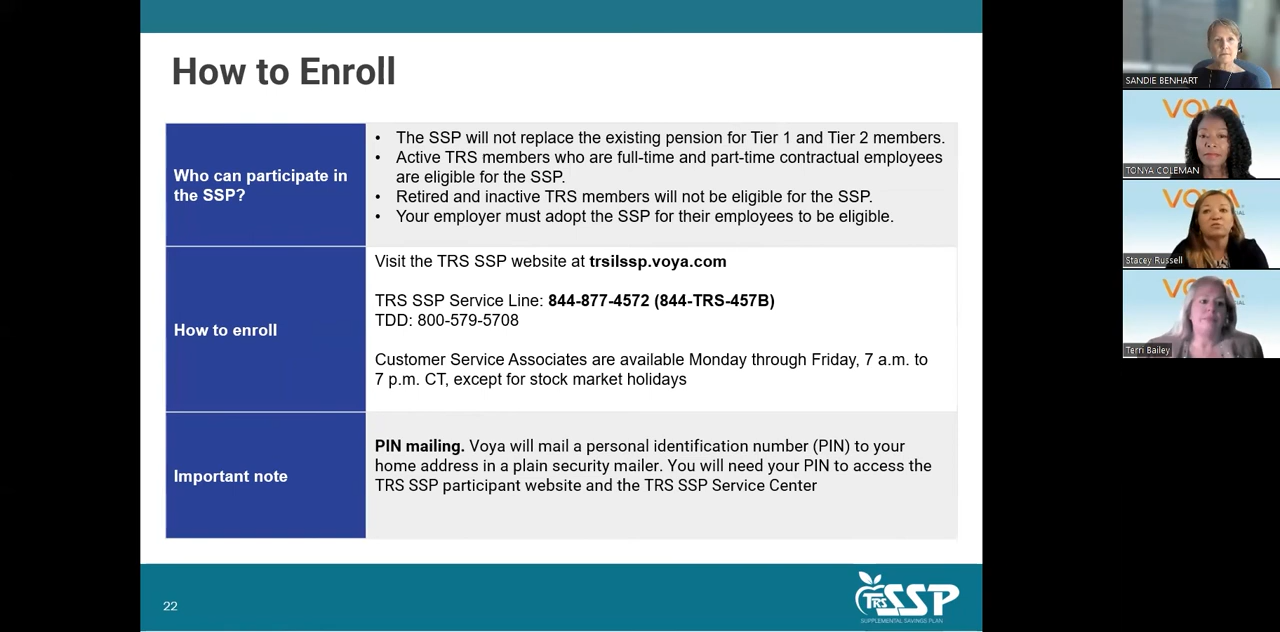 How to Enroll
Who can participate in
the SSP?
• The SSP will not replace the existing pension for Tier 1 and Tier 2 members.
• Active TRS members who are full-time and part-time contractual employees
are eligible for the SSP.
• Retired and inactive TRS members will not be eligible for the SSP.
• Your employer must adopt the SSP for their employees to be eligible.
How to enroll
Visit the TRS SSP website at trsilssp.voya.com
TRS SSP Service Line: 844-877-4572 (844-TRS-457B)
TDD: 800-579-5708
Customer Service Associates are available Monday through Friday, 7 a.m. to
7 p.m. CT, except for stock market holidays
Important note
PIN mailing. Voya will mail a personal identification number (PIN) to your
home address in a plain security mailer. You will need your PIN to access the
TRS SSP participant website and the TRS SSP Service Center
22
TRS SSP
SUPPLEMENTAL SAVINGS PLAN
SANDIE BENHART
VOYA
TONYA COLEMAN
Stacey Russell
Terri Bailey